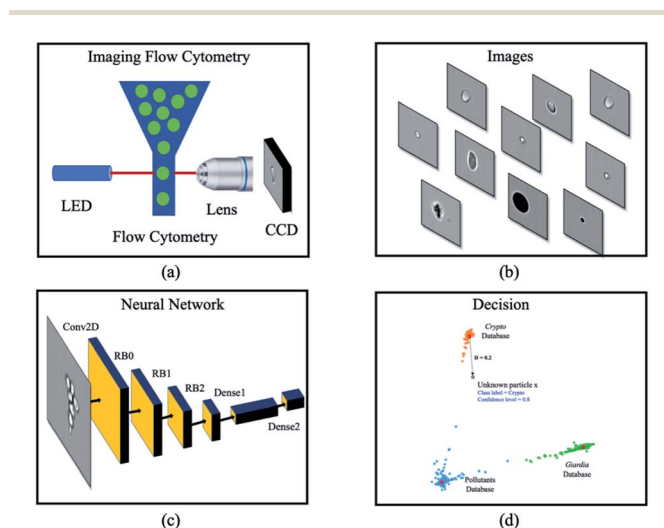 Imaging Flow Cytometry
LED
Lens
CCD
Flow Cytometry
(a)
Images
(b)
Neural Network
Conv2D
RB0
RB1
RB2
Dense1
Dense2
(c)
Decision
Crypto
Database
D = 0.2
Unknown particle x
Class label = Crypto
Confidence level = 0.8
Pollutants
Database
Giardia
Database
(d)